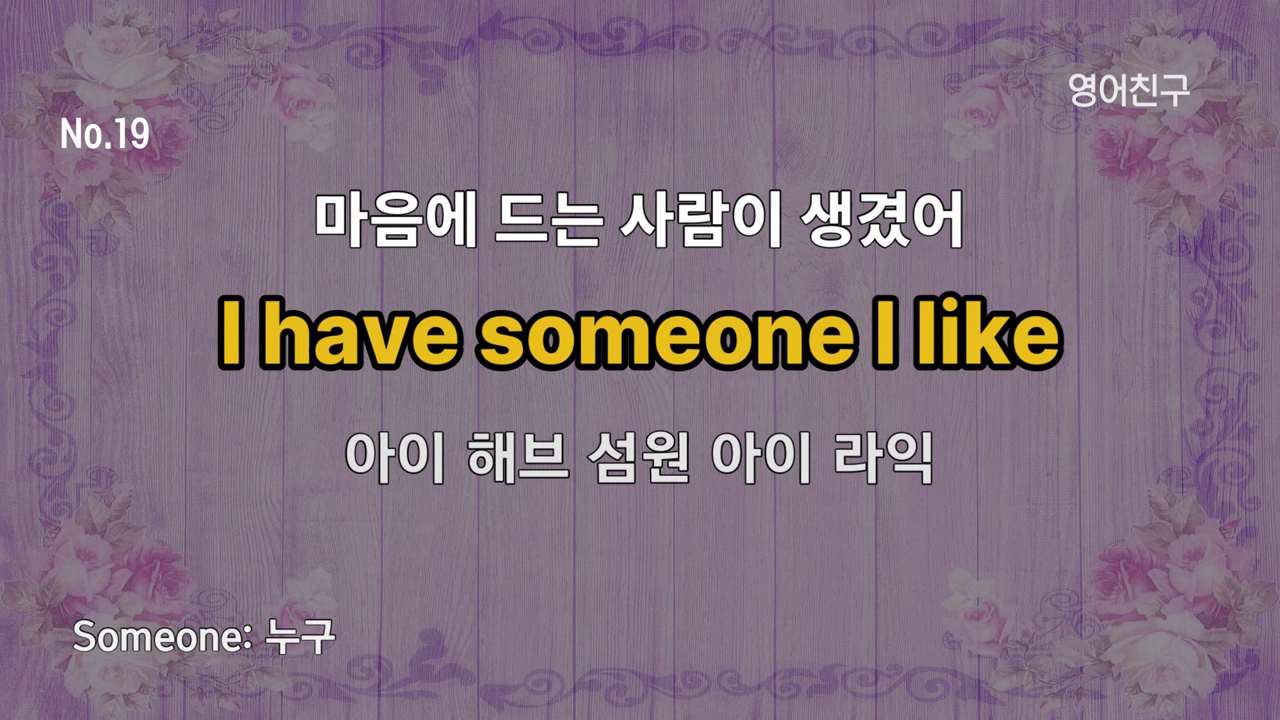 영어친구
No.19
마음에 드는 사람이 생겼어
I have someone I like
아이 해브 섬원 아이 라익
Someone: 누구